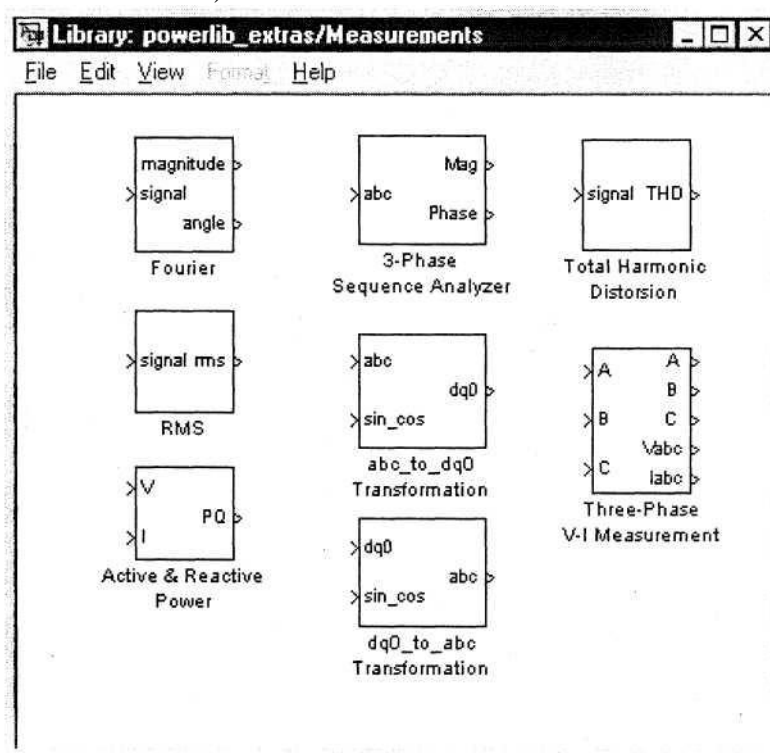 Library: powerlib_extras/Measurements
File Edit View Format Help
magnitude
signal
angle
Fourier
Mag
abc
Phase
3-Phase
Sequence Analyzer
signal THD
Total Harmonic
Distorsion
signal rms
RMS
abc
dq0
sin_cos
abc_to_dq0
Transformation
A
A
B
B
C
C
Vabc
Iabc
Three-Phase
V-I Measurement
V
PQ
I
Active & Reactive
Power
dq0
abc
sin_cos
dq0_to_abc
Transformation